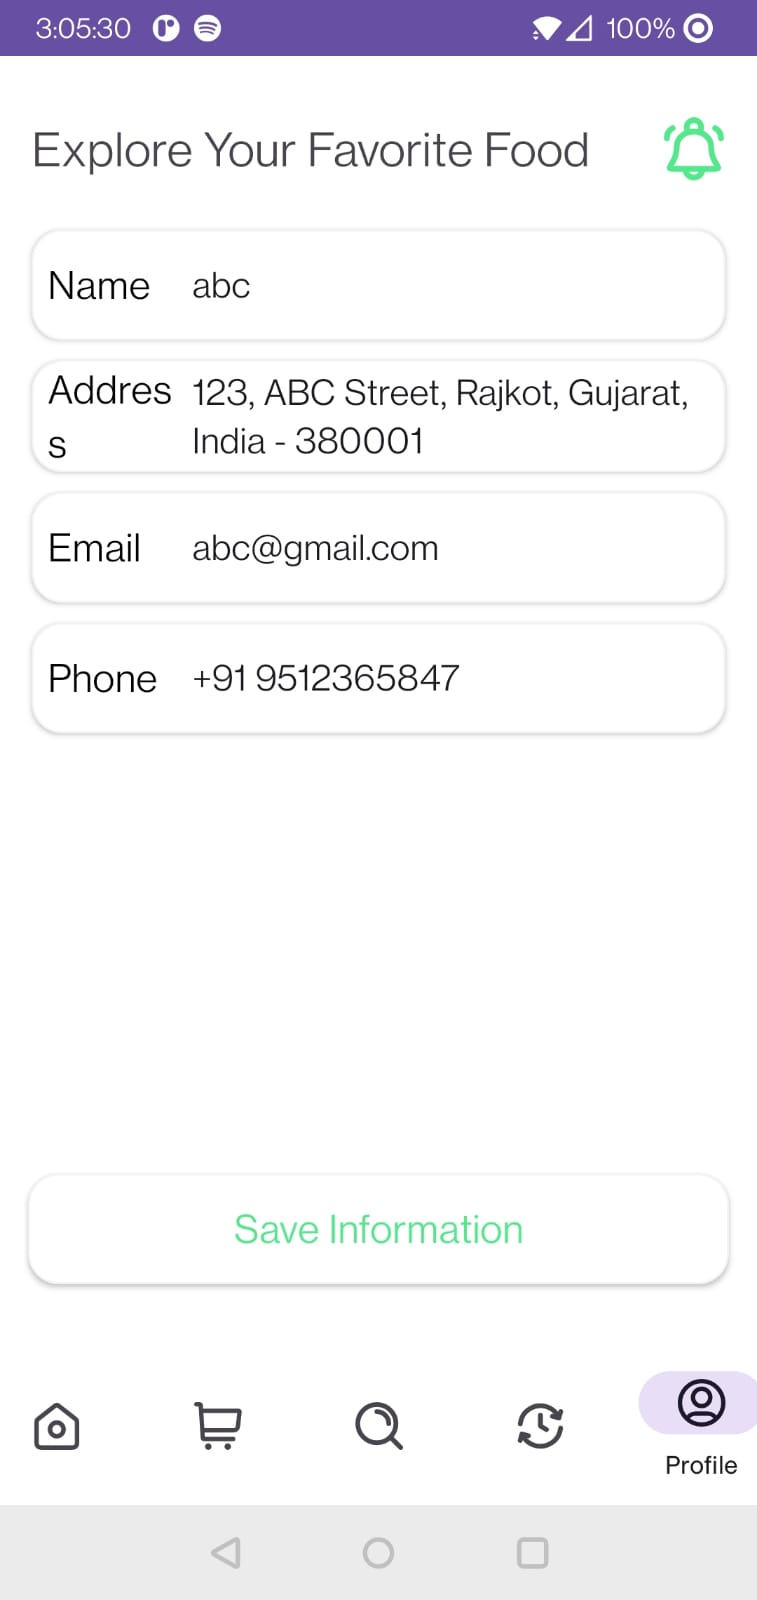 3:05:30 100%
Explore Your Favorite Food
Name abc
Addres 123, ABC Street, Rajkot, Gujarat,
s India - 380001
Email abc@gmail.com
Phone +91 9512365847
Save Information
Profile